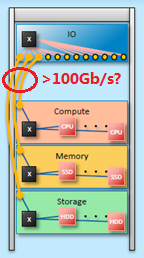 x
IO
>100Gb/s?
Compute
x
CPU
CPU
Memory
x
SSD
SSD
Storage
x
HDD
HDD